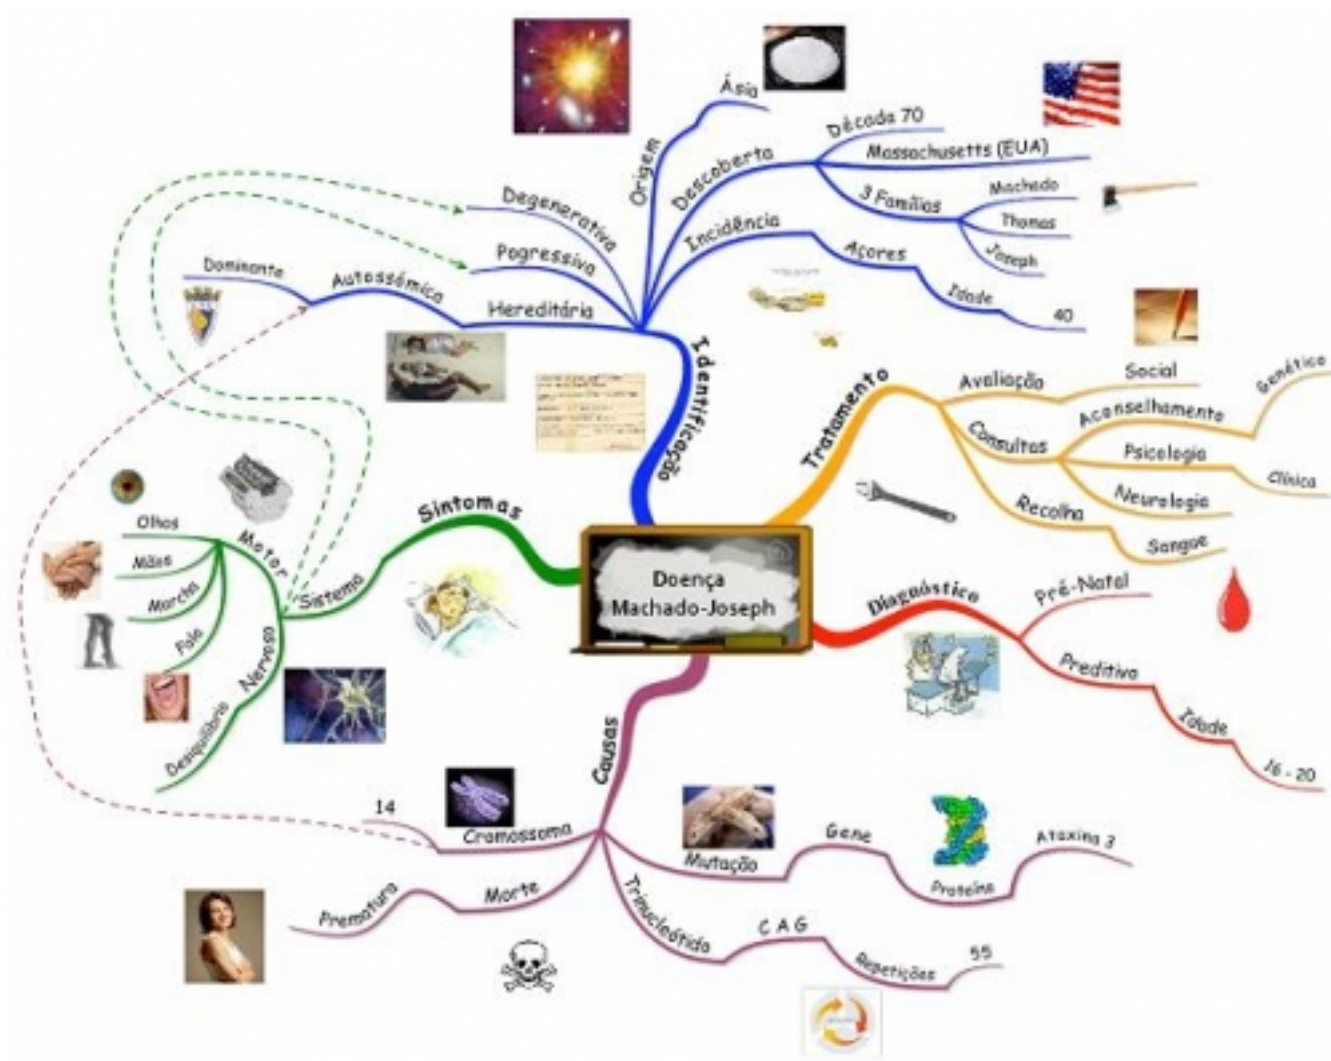 Doença
Machado-Joseph
Identificação
Origem
Ásia
Descoberta
Década 70
Massachusetts (EUA)
3 Famílias
Machado
Thomas
Joseph
Incidência
Açores
Idade
40
Degenerativa
Pogressiva
Hereditária
Autossómica
Dominante
Tratamento
Avaliação
Social
Consultas
Aconselhamento
Genético
Psicologia
Clínica
Neurologia
Recolha
Sangue
Diagnóstico
Pré-Natal
Preditivo
Idade
16 - 20
Causas
Mutação
Gene
Proteína
Ataxina 3
Trinucleótido
C A G
Repetições
55
Morte
Prematura
Cromossoma
14
Sintomas
Sistema
Motor
Olhos
Mãos
Marcha
Nervoso
Desiquilíbrio